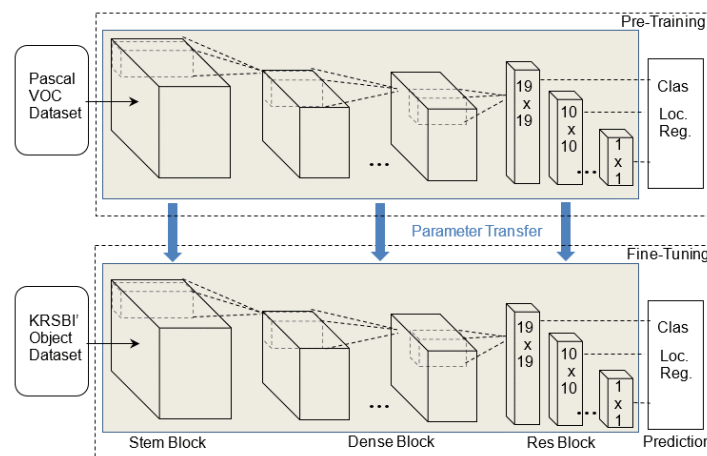 Pre-Training
Pascal
VOC
Dataset
19
x
19
10
x
10
1
x
1
...
...
Clas
Loc.
Reg.
Parameter Transfer
Fine-Tuning
KRSBI'
Object
Dataset
19
x
19
10
x
10
1
x
1
...
...
Clas
Loc.
Reg.
Stem Block
Dense Block
Res Block
Prediction